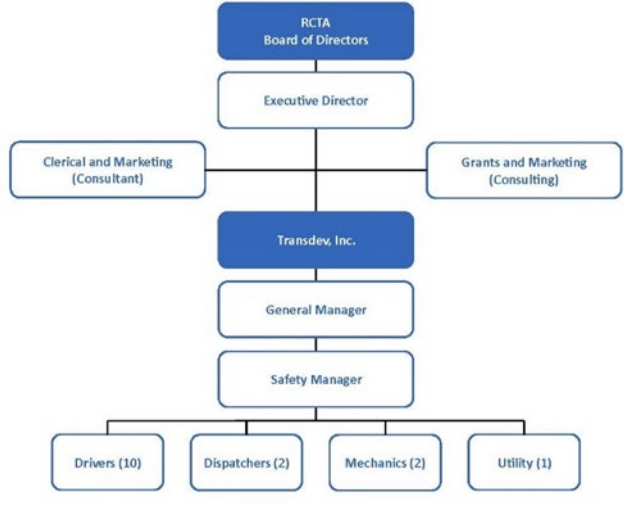 RCTA
Board of Directors
Executive Director
Clerical and Marketing
(Consultant)
Grants and Marketing
(Consulting)
Transdev, Inc.
General Manager
Safety Manager
Drivers (10)
Dispatchers (2)
Mechanics (2)
Utility (1)